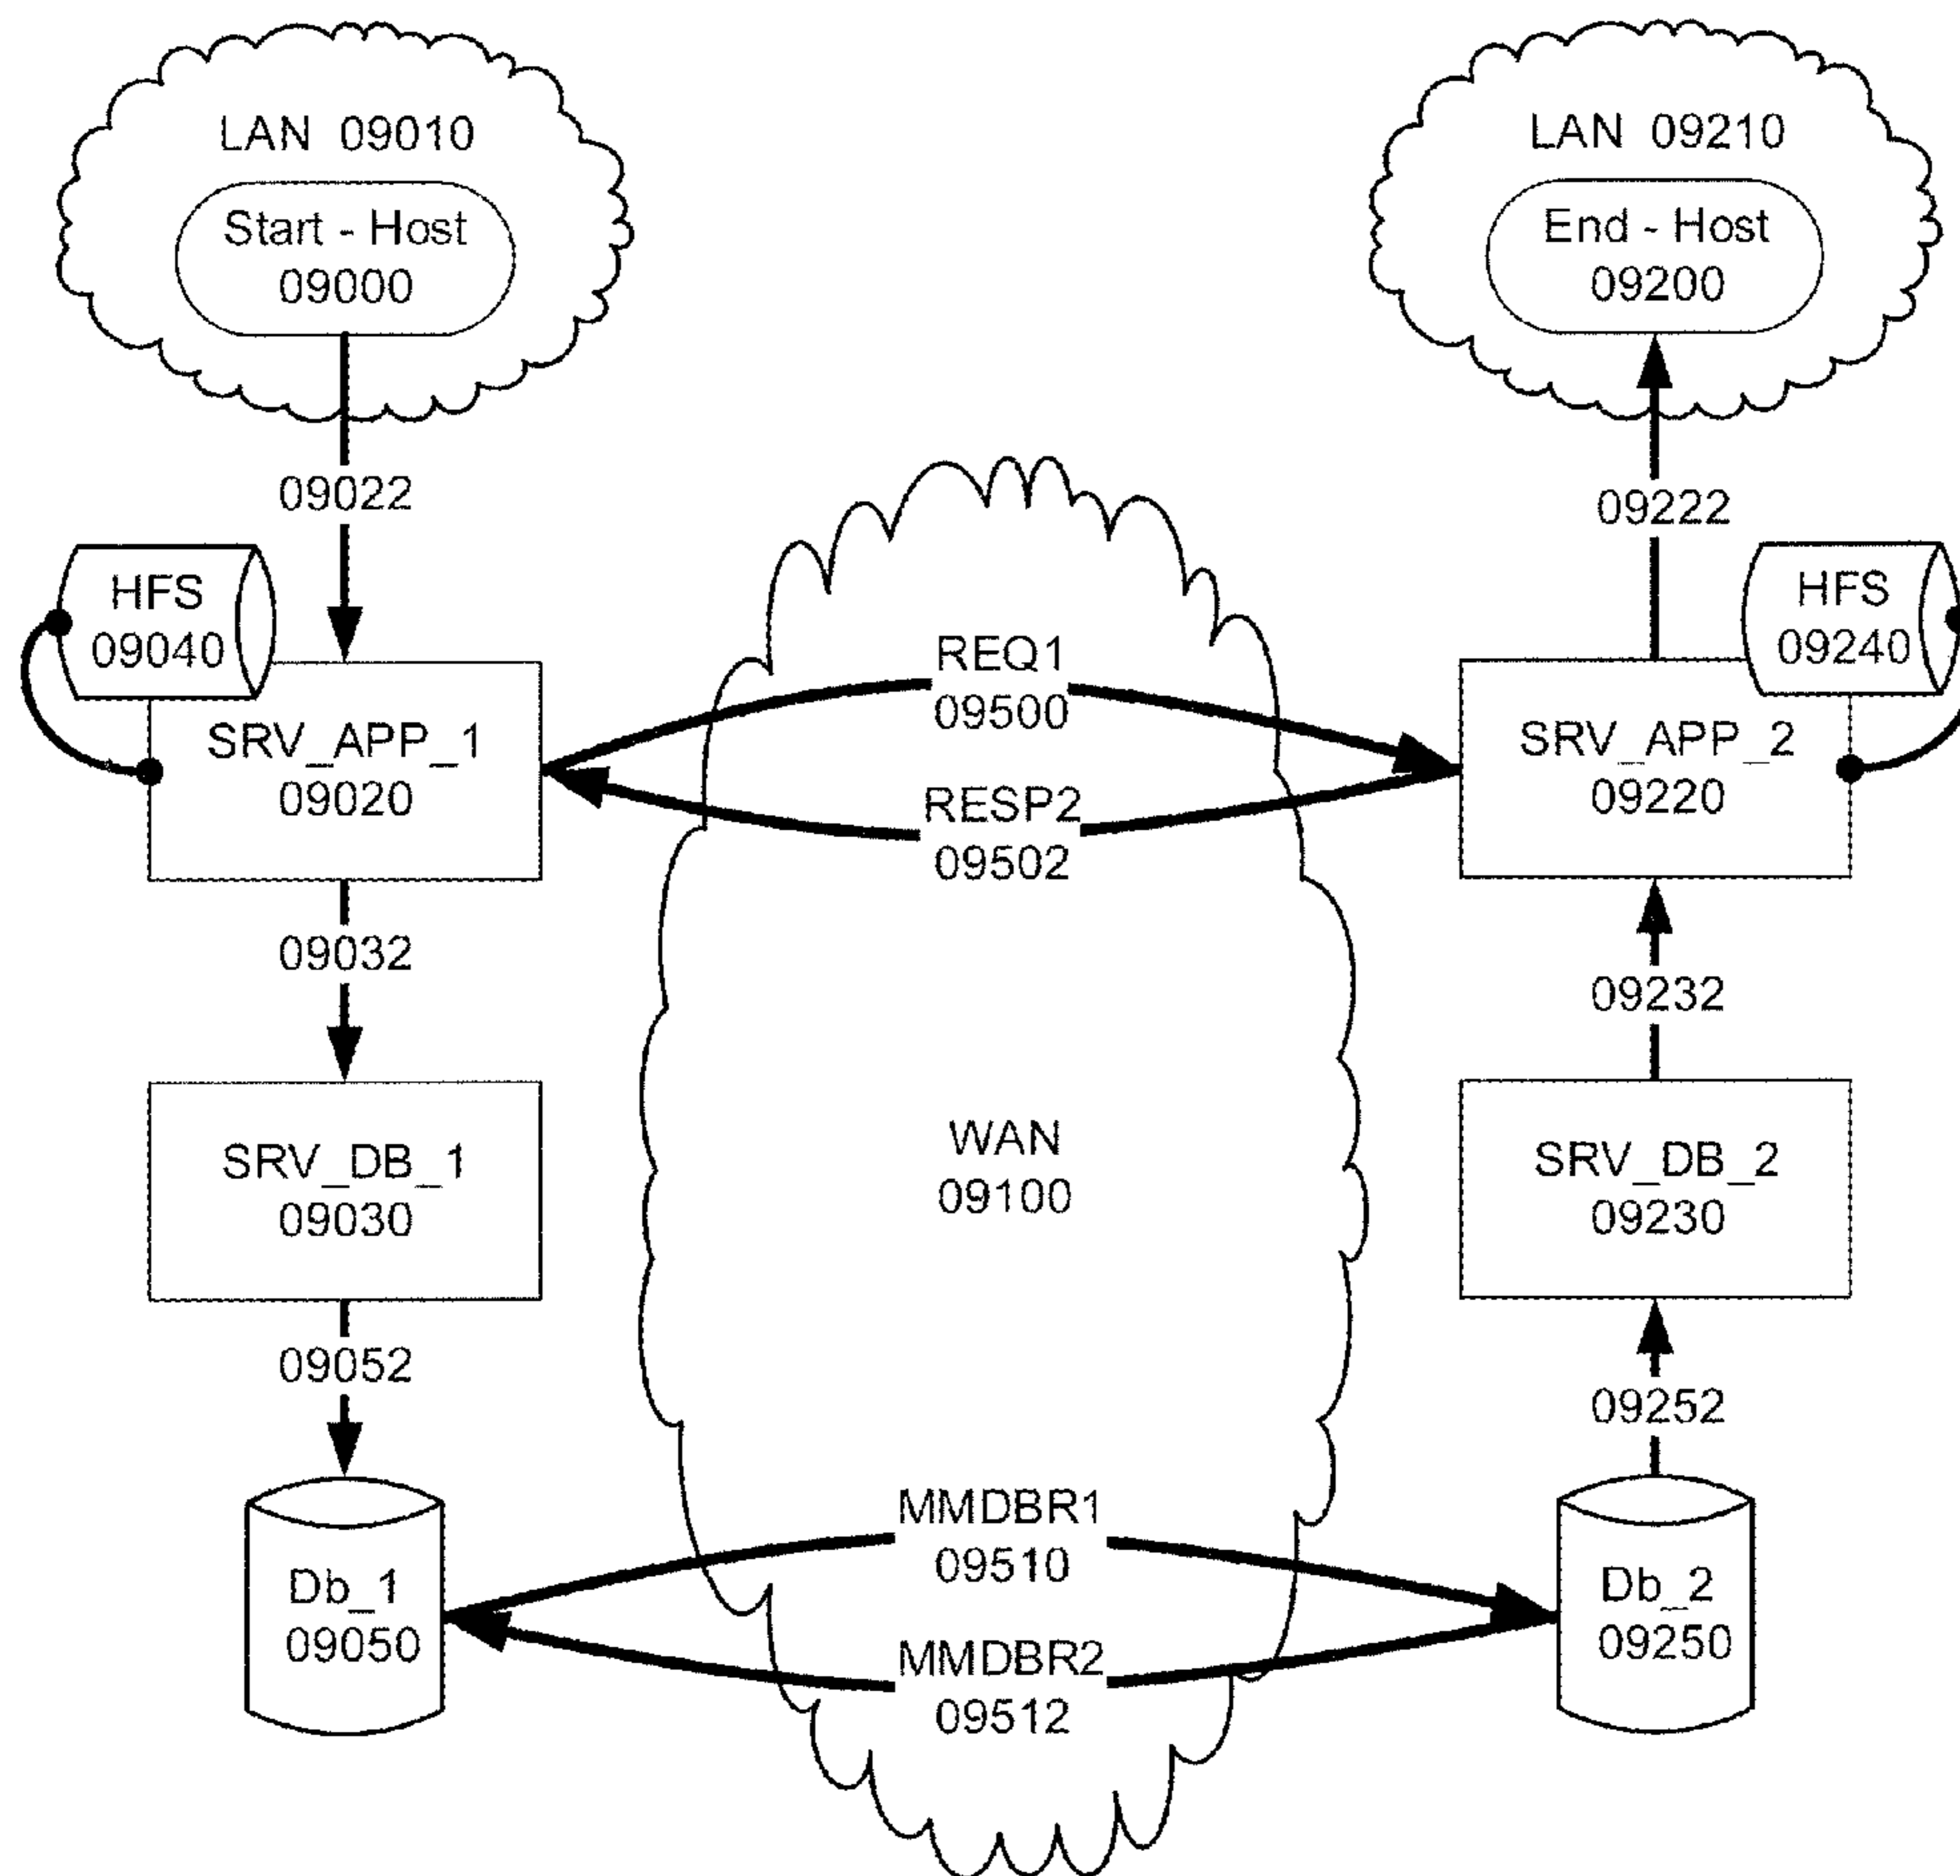 LAN 09010
Start - Host
09000
LAN 09210
End - Host
09200
09022
09222
HFS
09040
HFS
09240
REQ1
09500
SRV_APP_1
09020
SRV_APP_2
09220
RESP2
09502
09032
09232
WAN
09100
SRV_DB_1
09030
SRV_DB_2
09230
09052
09252
MMDBR1
09510
Db_1
09050
Db_2
09250
MMDBR2
09512